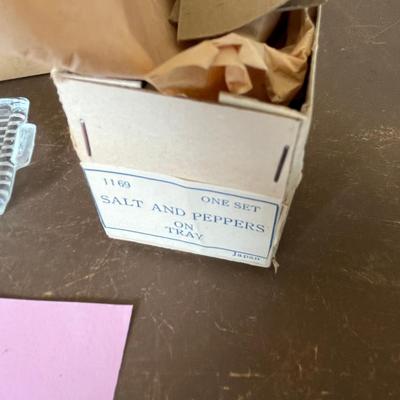 1169 ONE SET
SALT AND PEPPERS
ON
TRAY
Japan